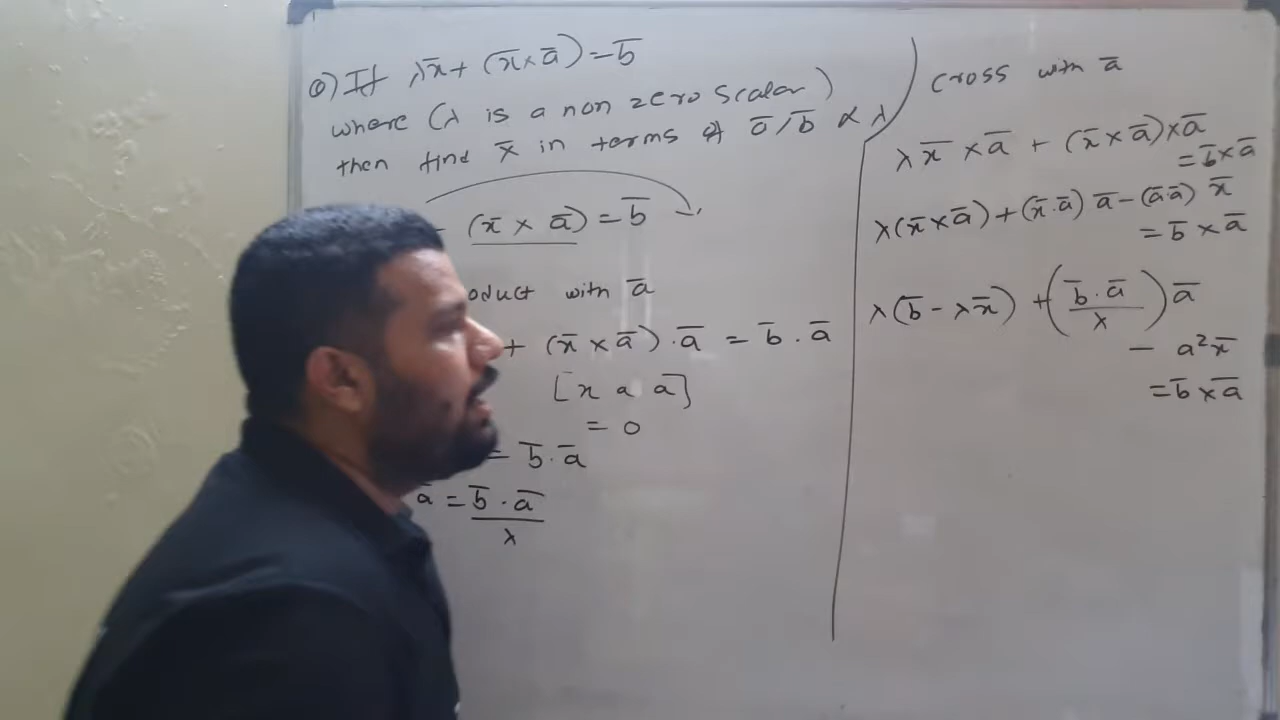 Q) If λx̄ + (x̄ × ā) = b̄
where (λ is a non zero scalar)
then find x̄ in terms of ā/b̄ ∝ λ
(x̄ × ā) = b̄
oduct with ā
+ (x̄ × ā) . ā = b̄ . ā
[x a ā]
= 0
= b̄ . ā
ā = b̄ . ā
λ
cross with ā
λ x̄ × ā + (x̄ × ā) × ā
= b̄ × ā
λ(x̄ × ā) + (x̄ . ā) ā − (ā.ā) x̄
= b̄ × ā
λ(b̄ − λx̄) + (b̄ . ā / λ) ā
− a²x̄
= b̄ × ā